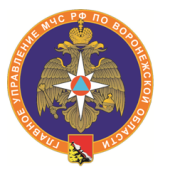 ГЛАВНОЕ УПРАВЛЕНИЕ МЧС РФ ПО ВОРОНЕЖСКОЙ ОБЛАСТИ